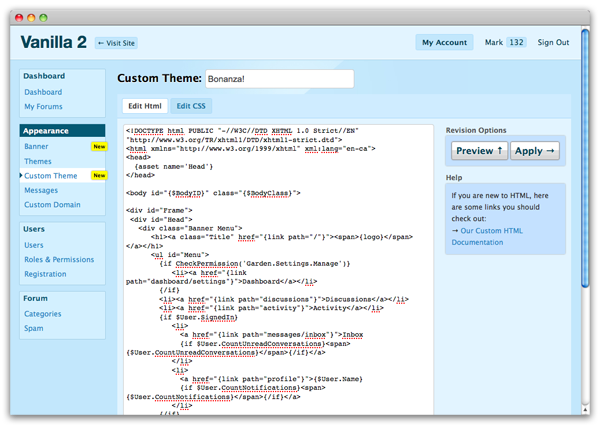 Vanilla 2
← Visit Site
My Account
Mark 132
Sign Out
Dashboard
Dashboard
My Forums
Appearance
Banner New
Themes
Custom Theme New
Messages
Custom Domain
Users
Users
Roles & Permissions
Registration
Forum
Categories
Spam
Custom Theme: Bonanza!
Edit Html
Edit CSS
<!DOCTYPE html PUBLIC "-//W3C//DTD XHTML 1.0 Strict//EN"
"http://www.w3.org/TR/xhtml1/DTD/xhtml1-strict.dtd">
<html xmlns="http://www.w3.org/1999/xhtml" xml:lang="en-ca">
<head>
{asset name='Head'}
</head>
<body id="{$BodyID}" class="{$BodyClass}">
<div id="Frame">
<div id="Head">
<div class="Banner Menu">
<h1><a class="Title" href="{link path="/"}"><span>{logo}</span>
</a></h1>
<ul id="Menu">
{if CheckPermission('Garden.Settings.Manage')}
<li><a href="{link
path="dashboard/settings"}">Dashboard</a></li>
{/if}
<li><a href="{link path="discussions"}">Discussions</a></li>
<li><a href="{link path="activity"}">Activity</a></li>
{if $User.SignedIn}
<li>
<a href="{link path="messages/inbox"}">Inbox
{if $User.CountUnreadConversations}<span>
{$User.CountUnreadConversations}</span>{/if}</a>
</li>
<li>
<a href="{link path="profile"}">{$User.Name}
{if $User.CountNotifications}<span>
{$User.CountNotifications}</span>{/if}</a>
</li>
{/if}
Revision Options
Preview ↑
Apply →
Help
If you are new to HTML, here
are some links you should
check out:
→ Our Custom HTML
Documentation